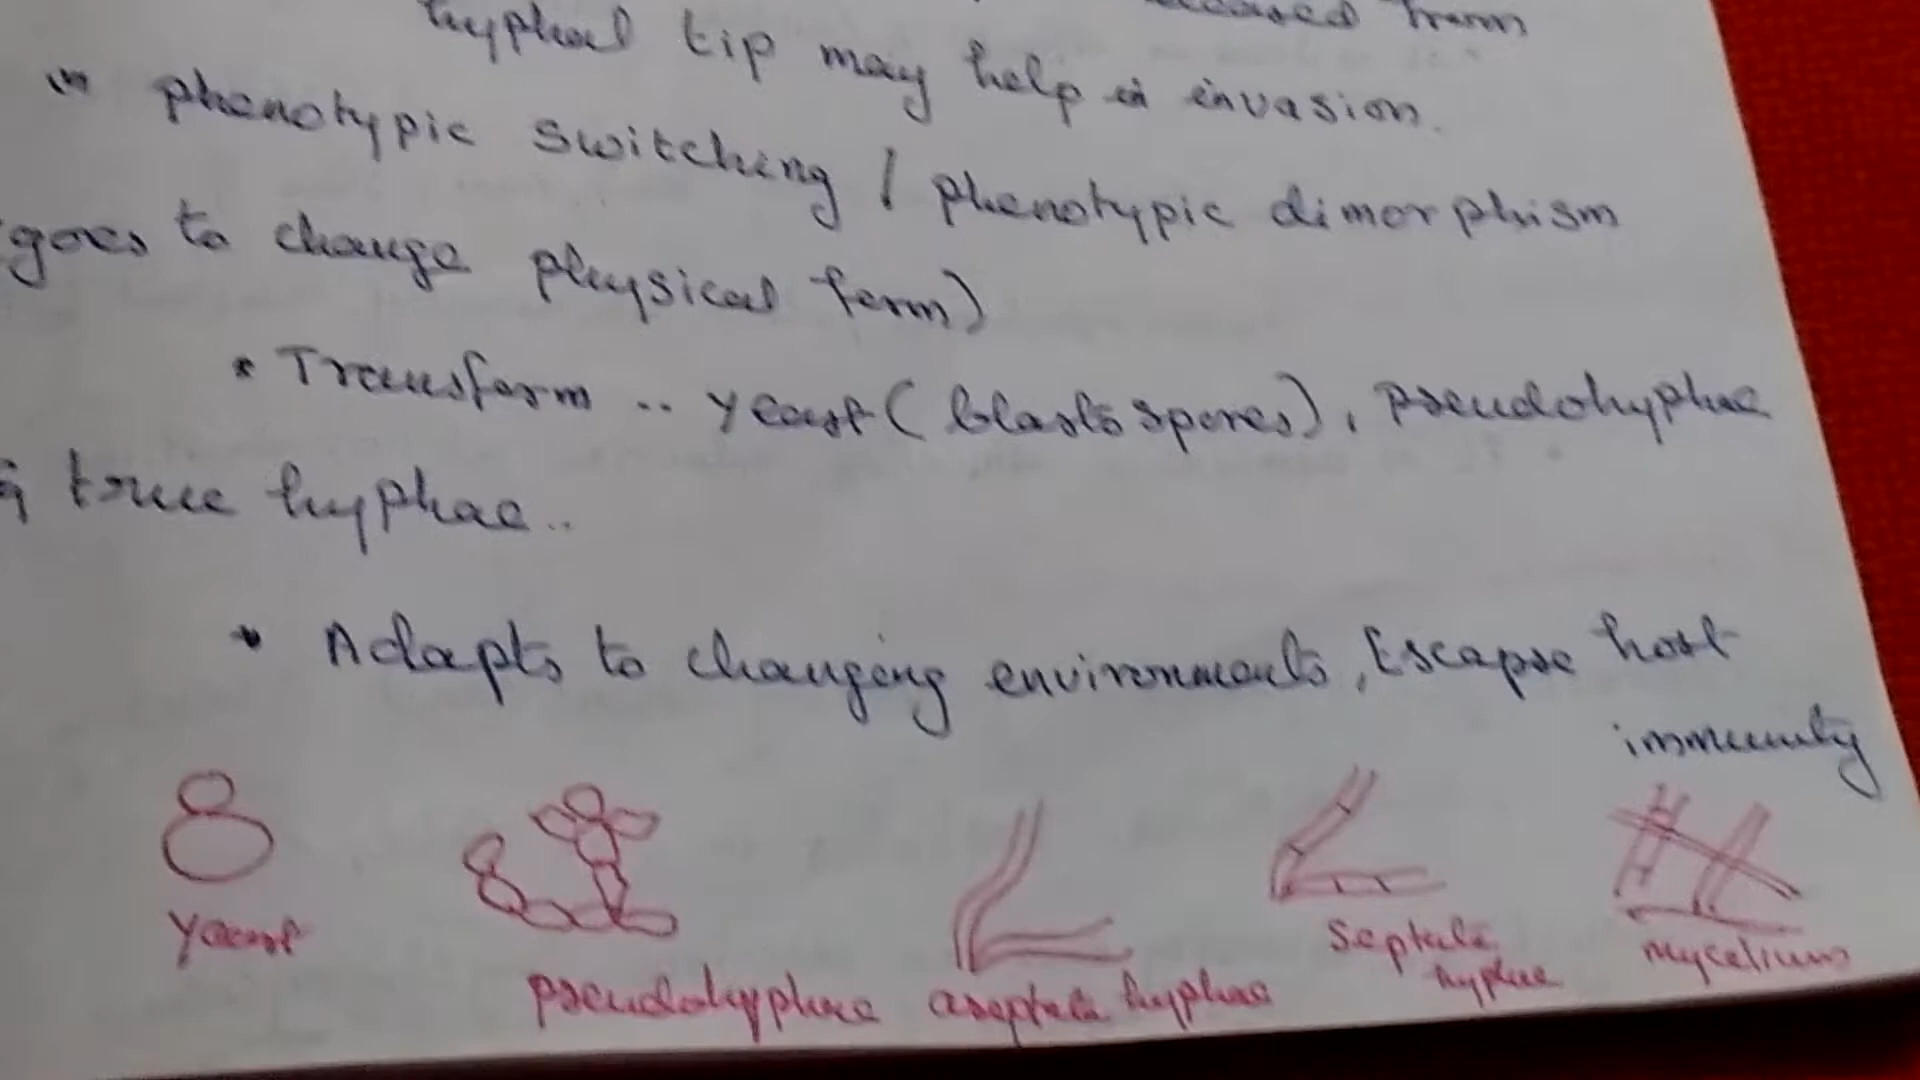 hyphal tip may help in invasion.
phenotypic switching / phenotypic dimorphism
goes to change physical form)
* Transform .. yeast (blastospores), pseudohyphae
true hyphae..
* Adapts to changing environments, Escapse host
immunity
yeast
pseudohyphae
aseptate hyphae
Septate
hyphae
mycelium